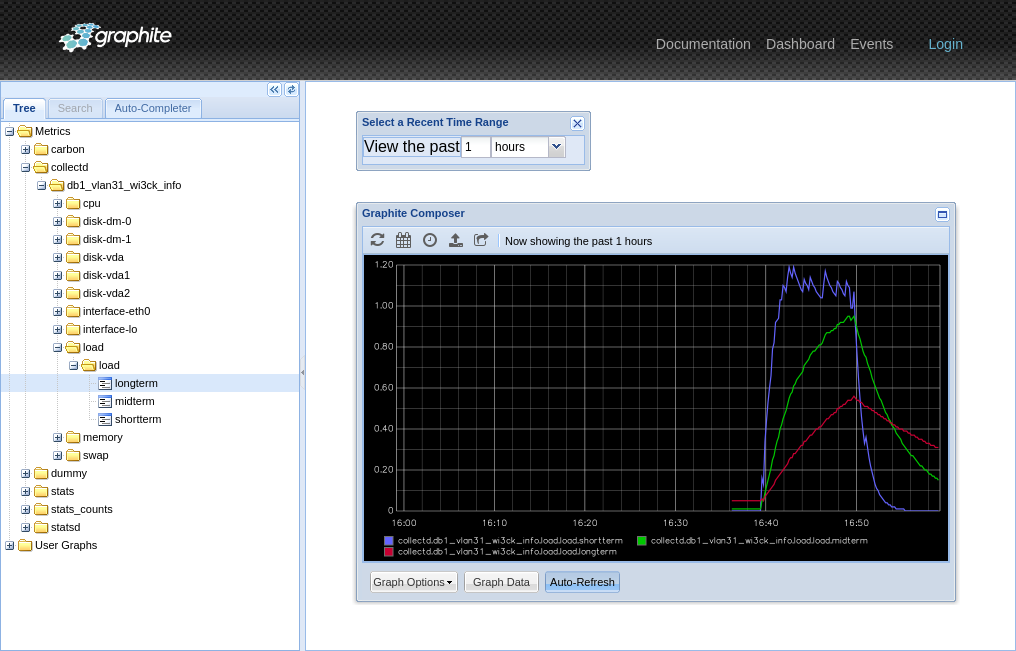 graphite
Documentation Dashboard Events Login
Tree Search Auto-Completer
Metrics
carbon
collectd
db1_vlan31_wi3ck_info
cpu
disk-dm-0
disk-dm-1
disk-vda
disk-vda1
disk-vda2
interface-eth0
interface-lo
load
load
longterm
midterm
shortterm
memory
swap
dummy
stats
stats_counts
statsd
User Graphs
Select a Recent Time Range
View the past 1 hours
Graphite Composer
Now showing the past 1 hours
1.20
1.00
0.80
0.60
0.40
0.20
0
16:00 16:10 16:20 16:30 16:40 16:50
collectd.db1_vlan31_wi3ck_info.load.load.shortterm collectd.db1_vlan31_wi3ck_info.load.load.midterm
collectd.db1_vlan31_wi3ck_info.load.load.longterm
Graph Options Graph Data Auto-Refresh